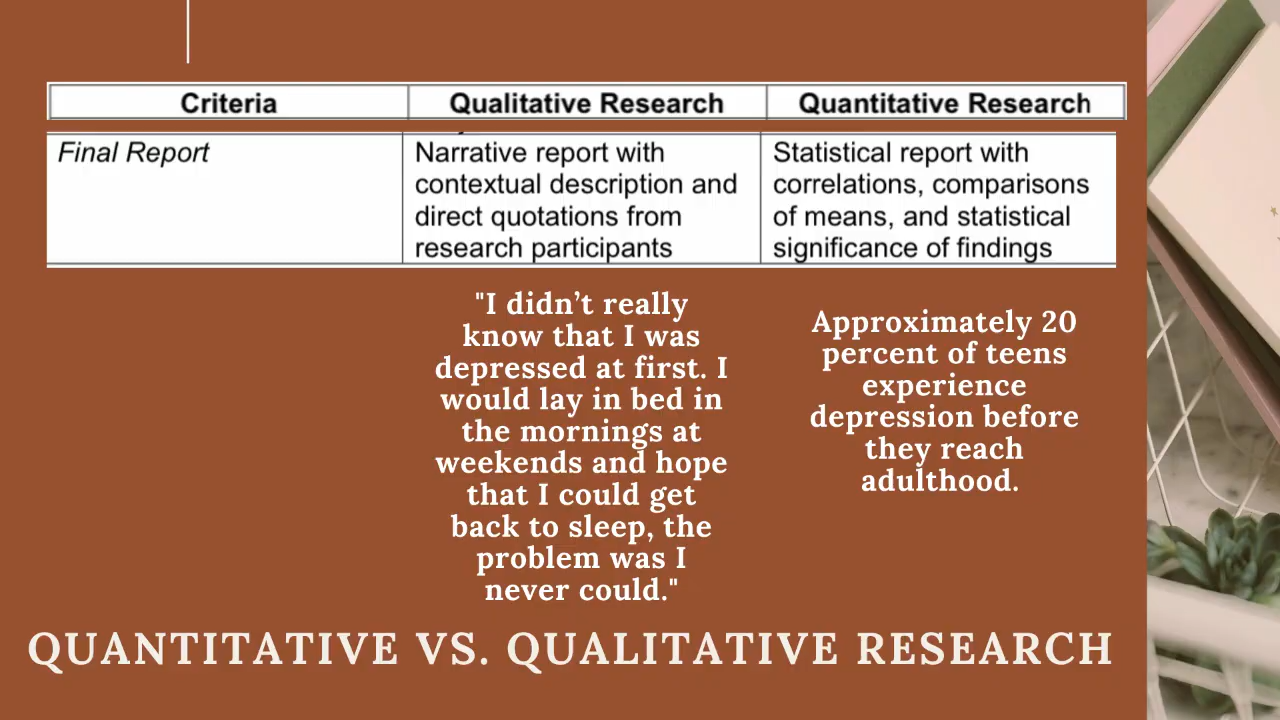 Criteria
Qualitative Research
Quantitative Research
Final Report
Narrative report with
contextual description and
direct quotations from
research participants
Statistical report with
correlations, comparisons
of means, and statistical
significance of findings
"I didn’t really
know that I was
depressed at first. I
would lay in bed in
the mornings at
weekends and hope
that I could get
back to sleep, the
problem was I
never could."
Approximately 20
percent of teens
experience
depression before
they reach
adulthood.
QUANTITATIVE VS. QUALITATIVE RESEARCH